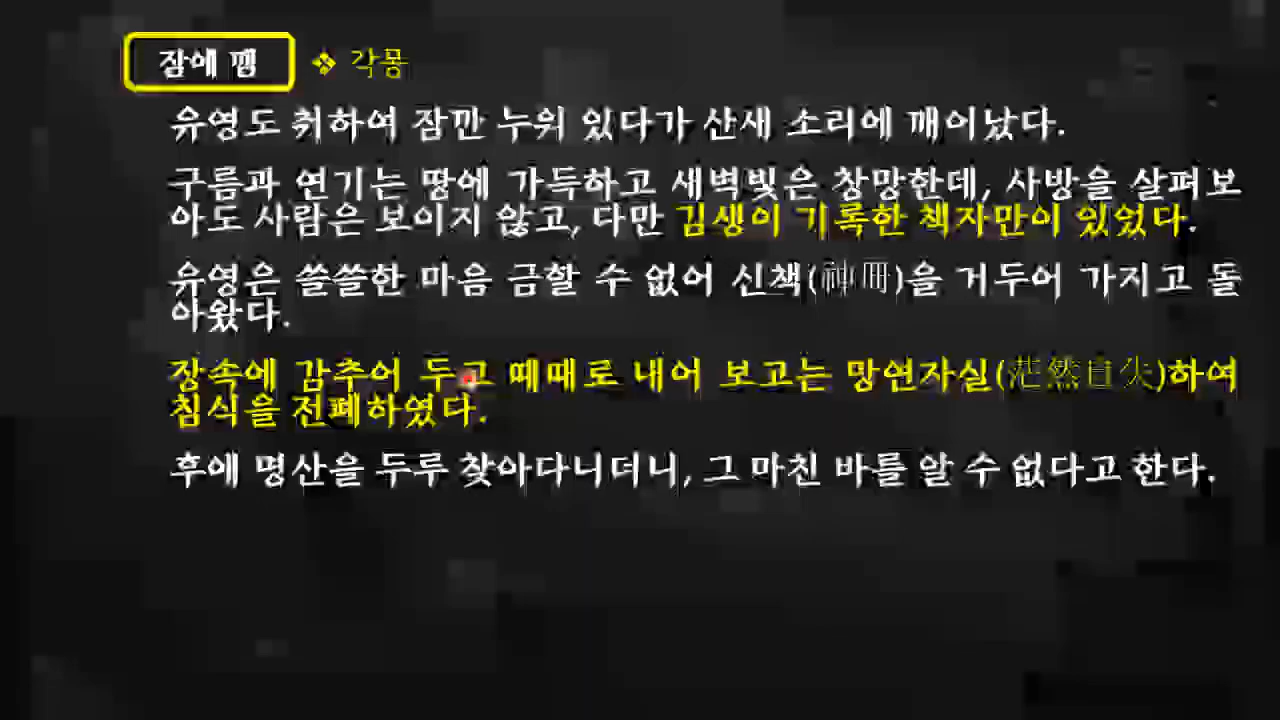 잠에 깸 ❖ 각몽
유영도 취하여 잠깐 누워 있다가 산새 소리에 깨어났다.
구름과 연기는 땅에 가득하고 새벽빛은 창망한데, 사방을 살펴보
아도 사람은 보이지 않고, 다만 김생이 기록한 책자만이 있었다.
유영은 쓸쓸한 마음 금할 수 없어 신책(神冊)을 거두어 가지고 돌
아왔다.
장속에 감추어 두고 때때로 내어 보고는 망연자실(茫然自失)하여
침식을 전폐하였다.
후에 명산을 두루 찾아다니더니, 그 마친 바를 알 수 없다고 한다.